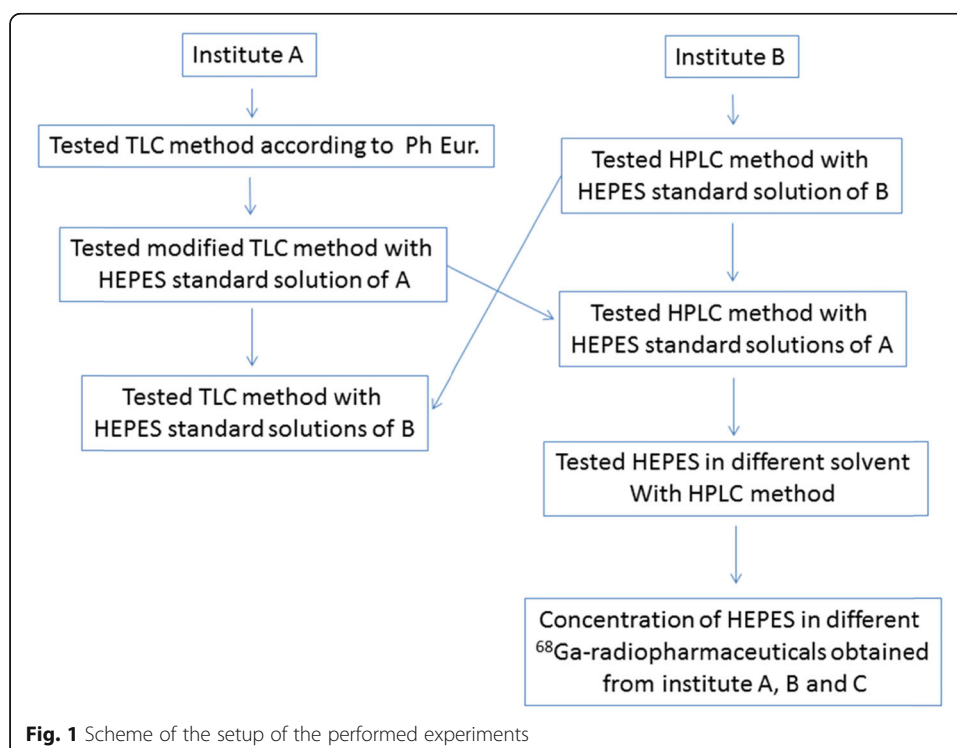 Institute A
Tested TLC method according to Ph Eur.
Tested modified TLC method with
HEPES standard solution of A
Tested TLC method with
HEPES standard solutions of B
Institute B
Tested HPLC method with
HEPES standard solution of B
Tested HPLC method with
HEPES standard solutions of A
Tested HEPES in different solvent
With HPLC method
Concentration of HEPES in different
⁶⁸Ga-radiopharmaceuticals obtained
from institute A, B and C
Fig. 1 Scheme of the setup of the performed experiments